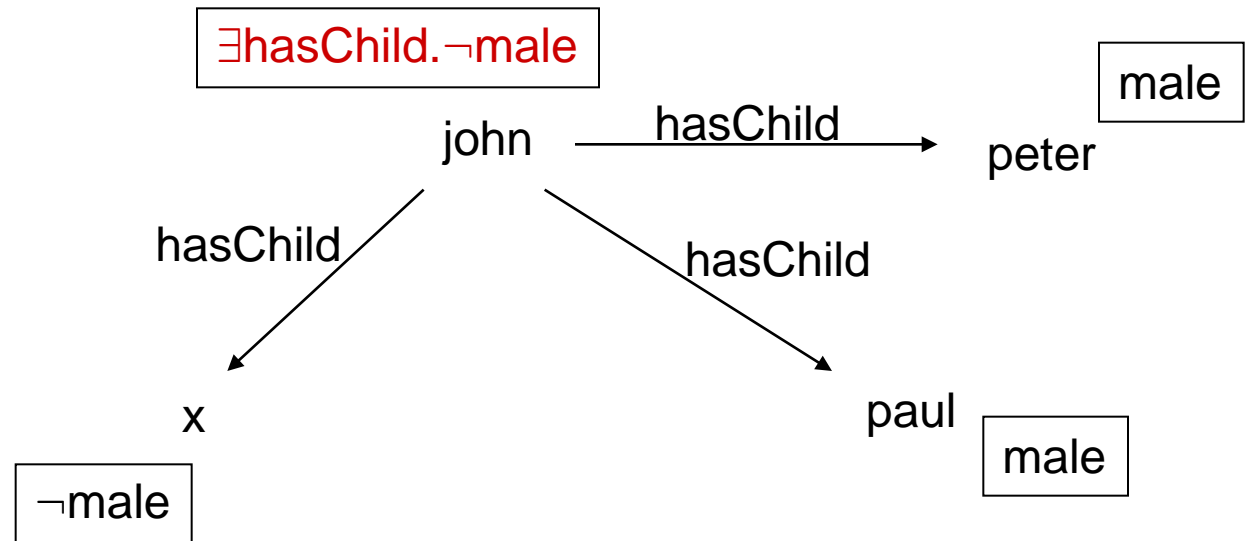 ∃hasChild.¬male
male
john
hasChild
peter
hasChild
hasChild
x
paul
male
¬male